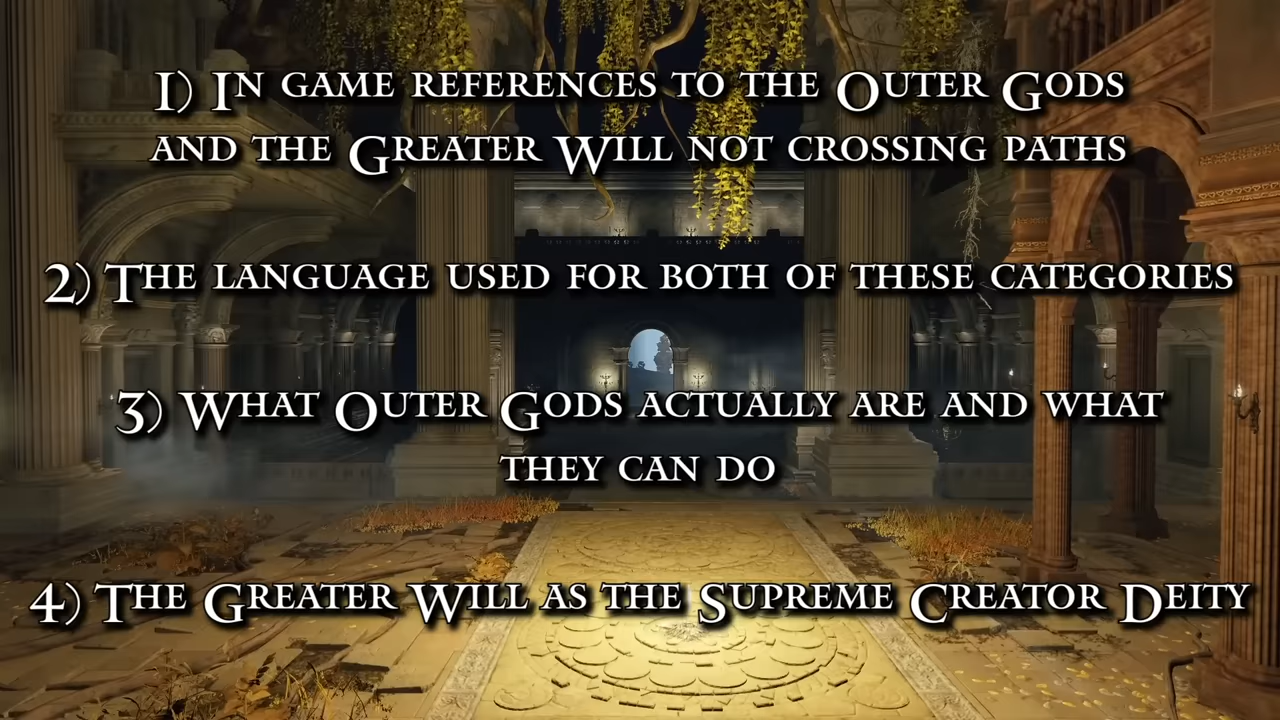 1) In game references to the Outer Gods
and the Greater Will not crossing paths
2) The language used for both of these categories
3) What Outer Gods actually are and what
they can do
4) The Greater Will as the Supreme Creator Deity